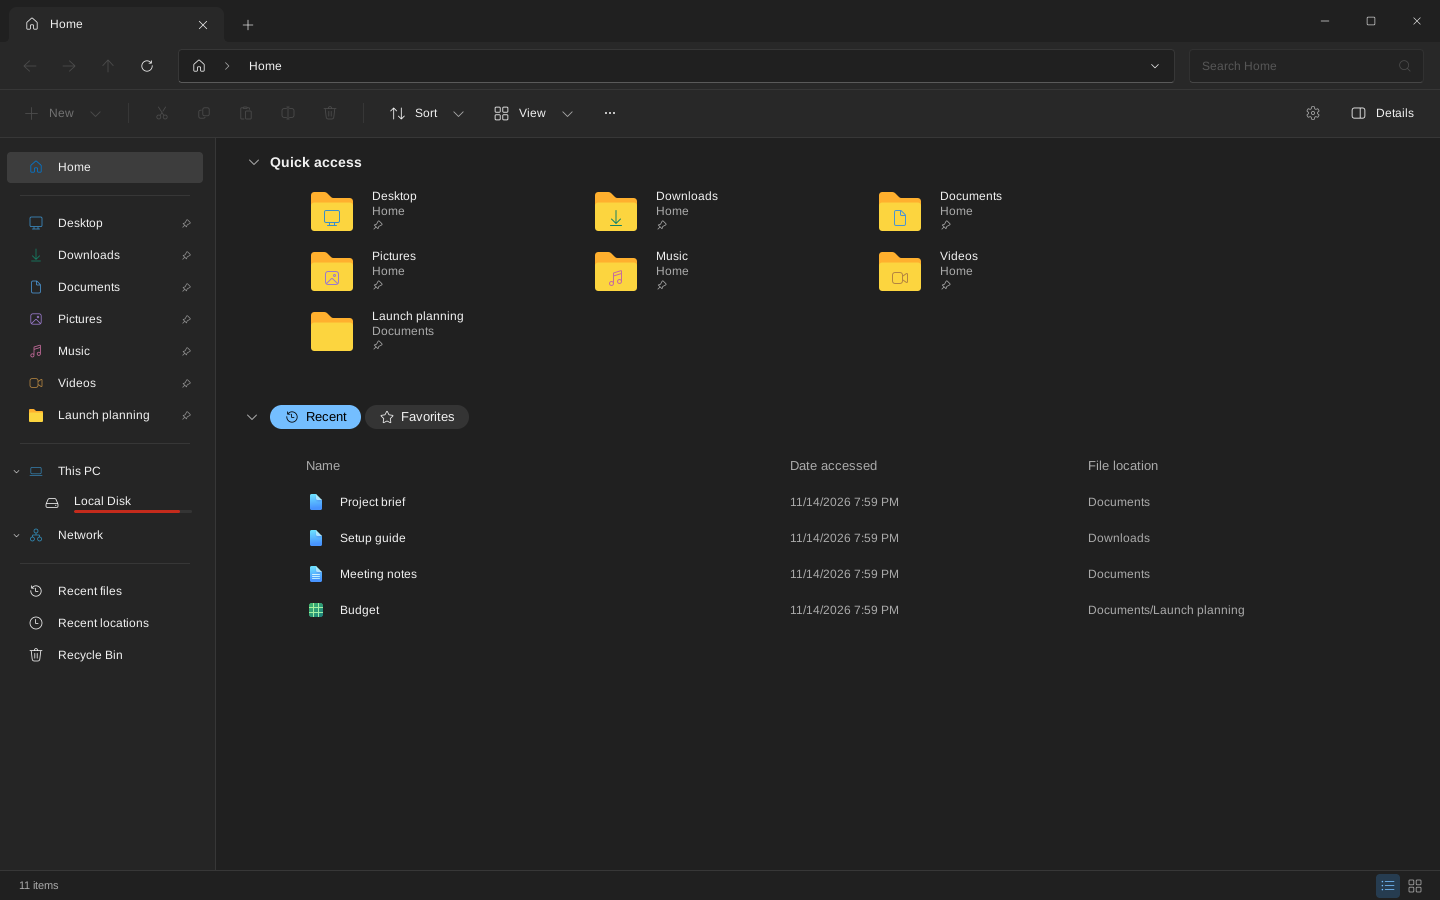 Home
Home
Search Home
New
Sort
View
Details
Home
Desktop
Downloads
Documents
Pictures
Music
Videos
Launch planning
This PC
Local Disk
Network
Recent files
Recent locations
Recycle Bin
Quick access
Desktop
Home
Downloads
Home
Documents
Home
Pictures
Home
Music
Home
Videos
Home
Launch planning
Documents
Recent
Favorites
Name Date accessed File location
Project brief 11/14/2026 7:59 PM Documents
Setup guide 11/14/2026 7:59 PM Downloads
Meeting notes 11/14/2026 7:59 PM Documents
Budget 11/14/2026 7:59 PM Documents/Launch planning
11 items